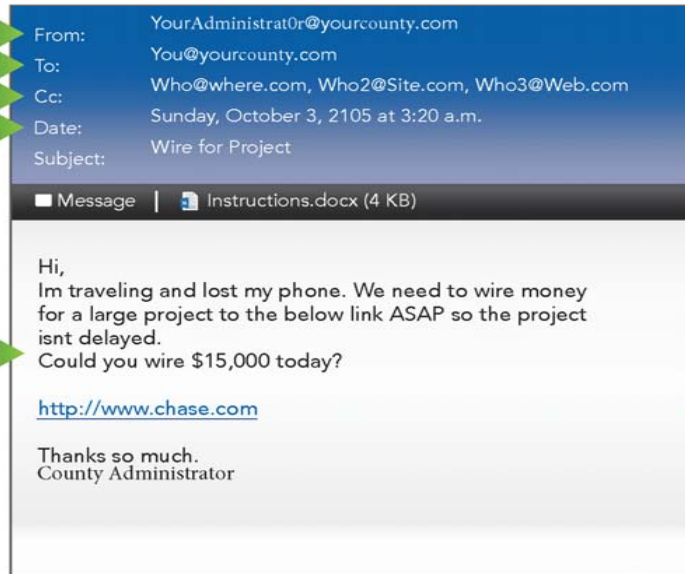 From: YourAdministrat0r@yourcounty.com
To: You@yourcounty.com
Cc: Who@where.com, Who2@Site.com, Who3@Web.com
Date: Sunday, October 3, 2105 at 3:20 a.m.
Subject: Wire for Project
Message | Instructions.docx (4 KB)
Hi,
Im traveling and lost my phone. We need to wire money
for a large project to the below link ASAP so the project
isnt delayed.
Could you wire $15,000 today?
http://www.chase.com
Thanks so much.
County Administrator